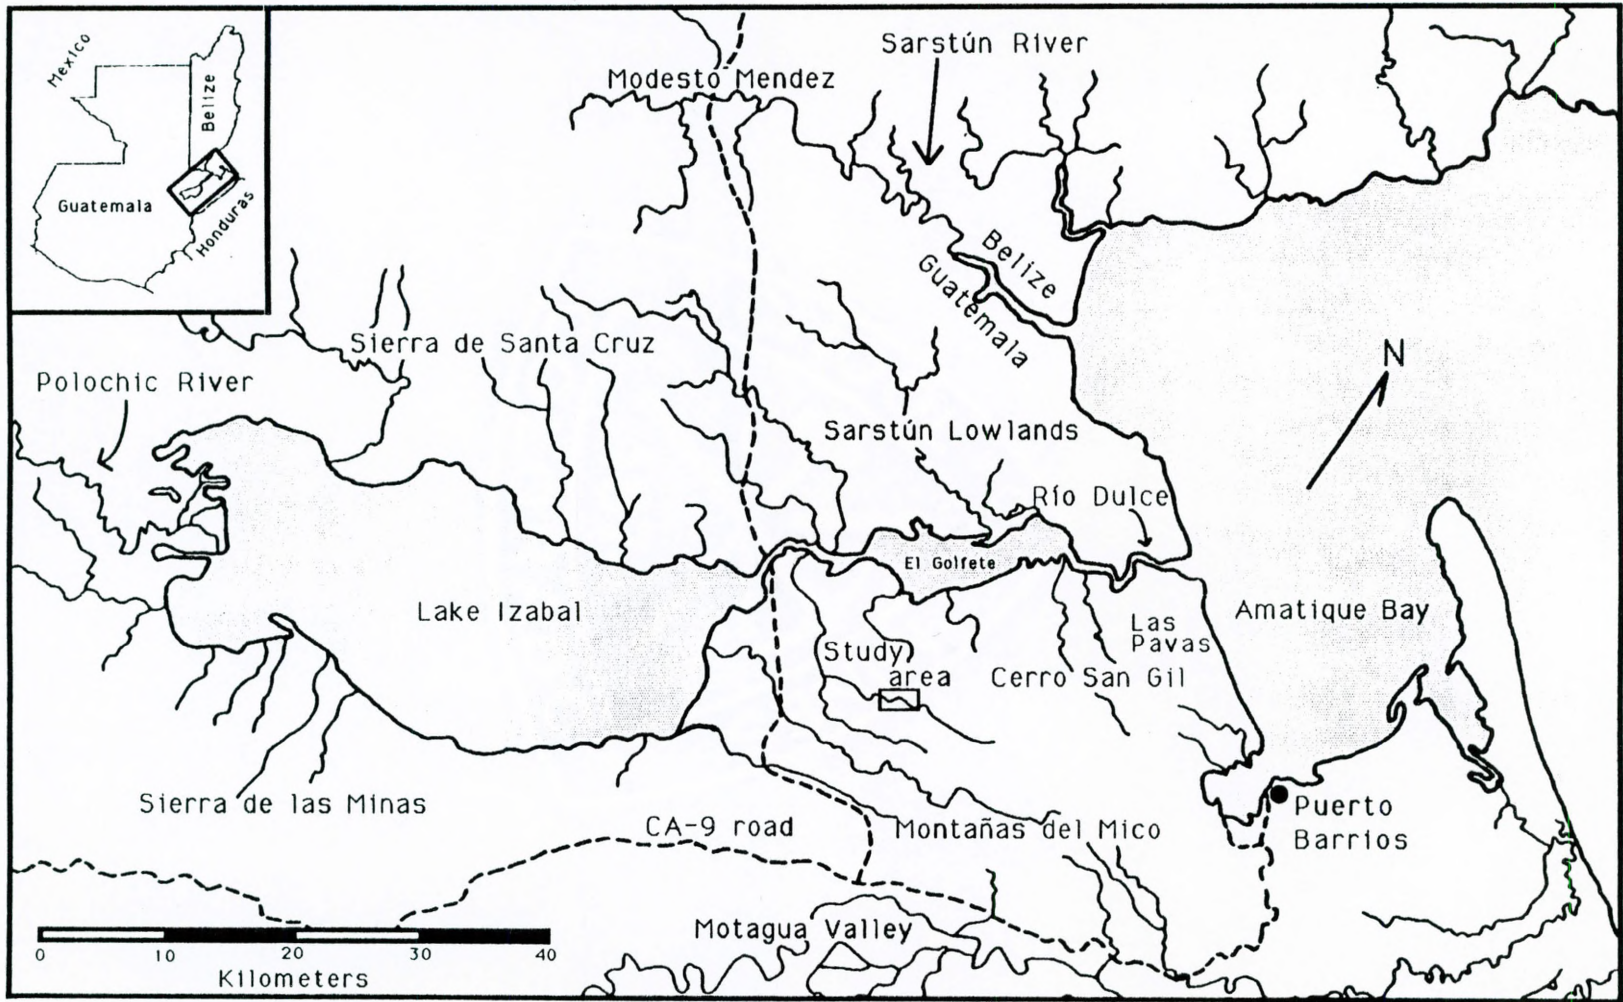 Mexico
Belize
Guatemala
Honduras
Sarstún River
Modesto Mendez
Belize
Guatemala
Sierra de Santa Cruz
Polochic River
N
Sarstún Lowlands
Río Dulce
El Golfete
Lake Izabal
Amatique Bay
Las
Pavas
Study
area
Cerro San Gil
Sierra de las Minas
CA-9 road
Montañas del Mico
Puerto
Barrios
Motagua Valley
0 10 20 30 40
Kilometers